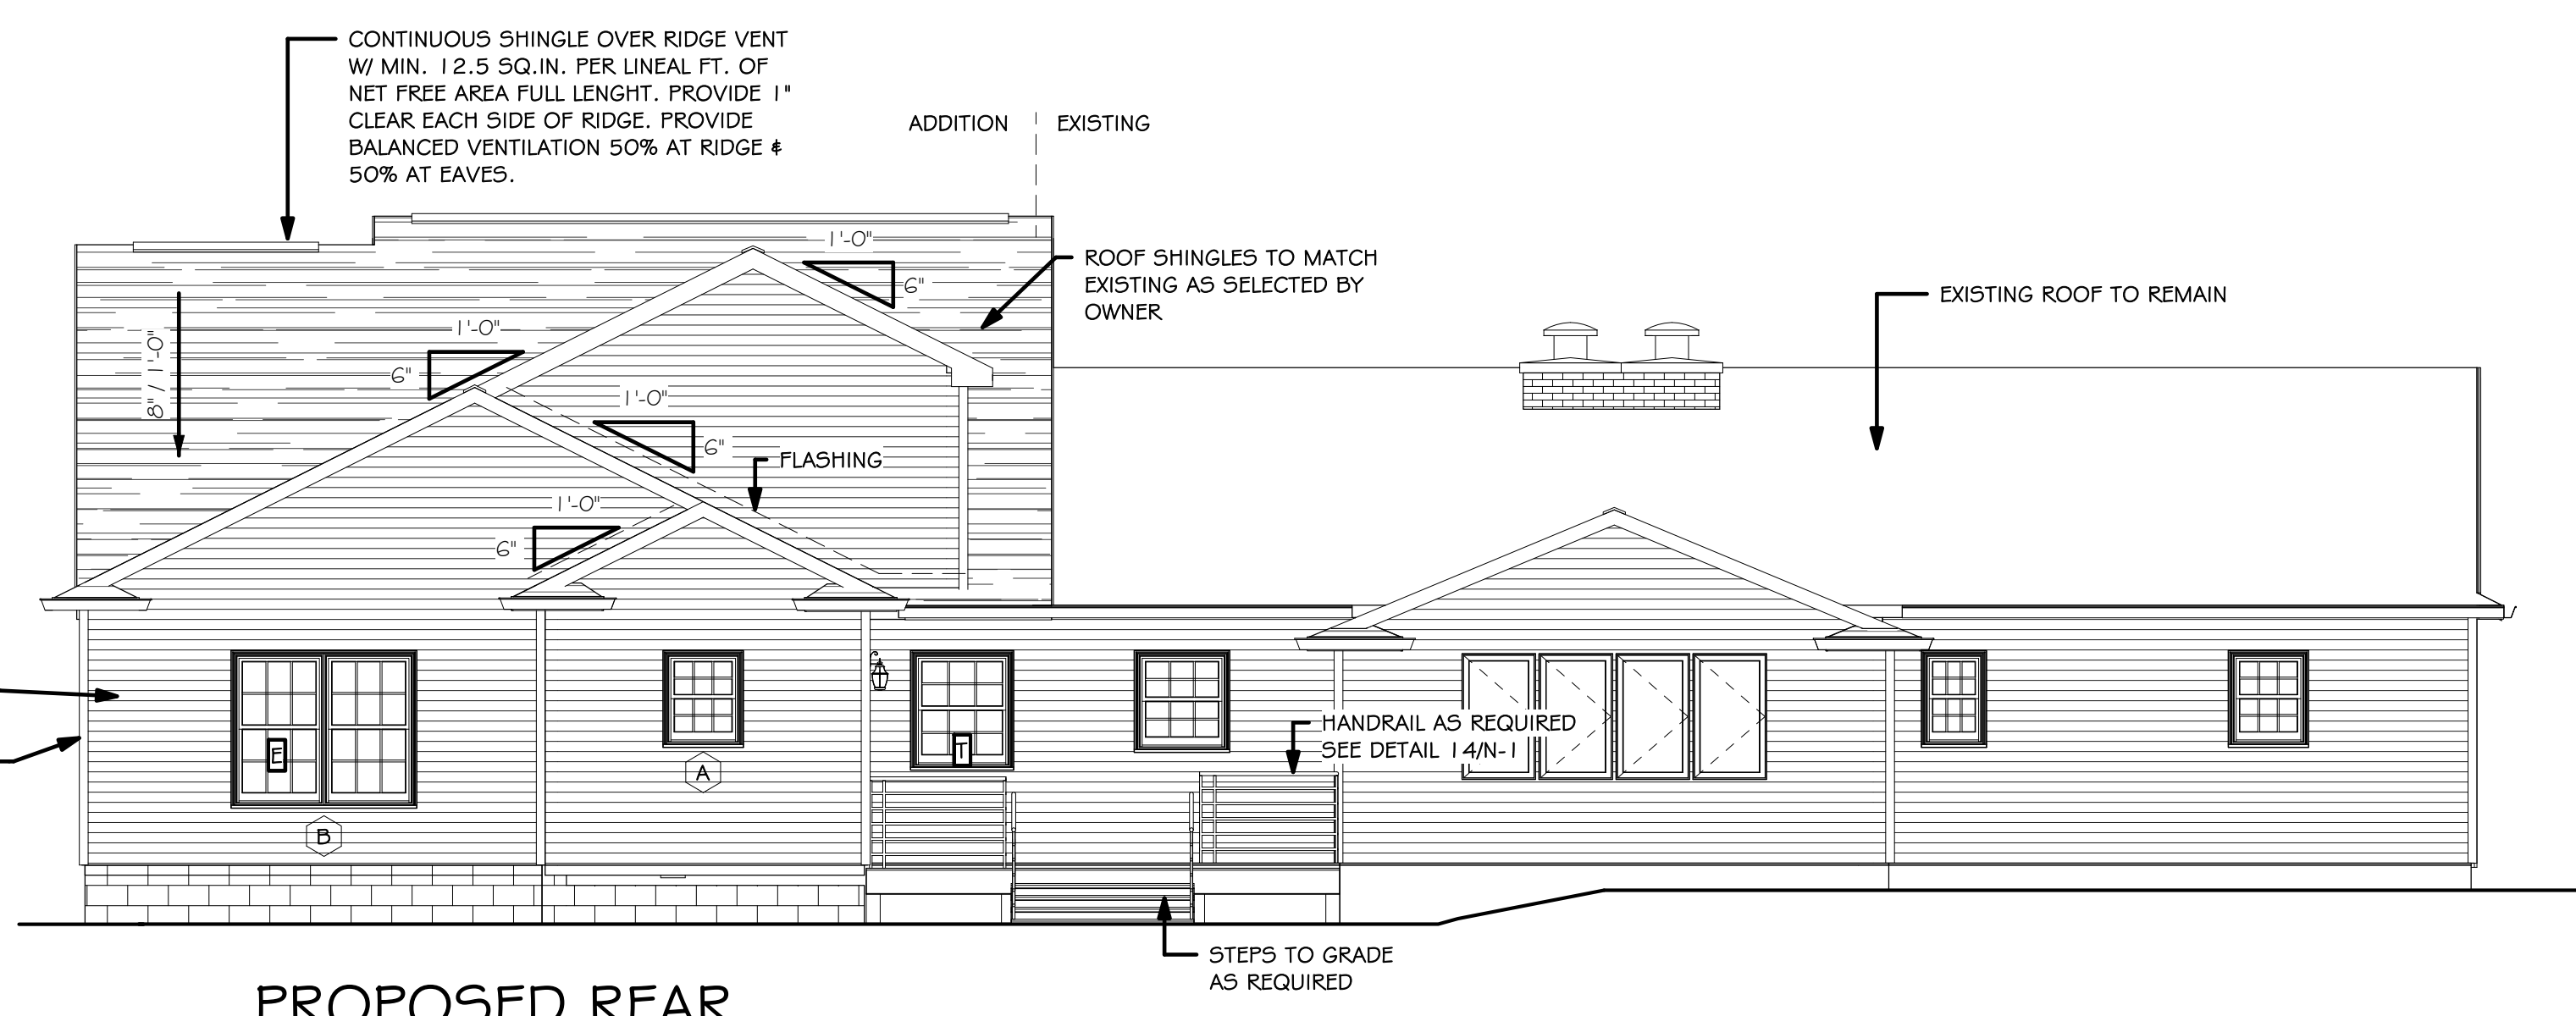 CONTINUOUS SHINGLE OVER RIDGE VENT
W/ MIN. 12.5 SQ.IN. PER LINEAL FT. OF
NET FREE AREA FULL LENGHT. PROVIDE 1"
CLEAR EACH SIDE OF RIDGE. PROVIDE
BALANCED VENTILATION 50% AT RIDGE &
50% AT EAVES.
ADDITION
EXISTING
1'-0"
6"
ROOF SHINGLES TO MATCH
EXISTING AS SELECTED BY
OWNER
EXISTING ROOF TO REMAIN
8" / 1'-0"
1'-0"
6"
1'-0"
6"
FLASHING
1'-0"
6"
E
B
A
T
HANDRAIL AS REQUIRED
SEE DETAIL 14/N-1
STEPS TO GRADE
AS REQUIRED
PROPOSED REAR